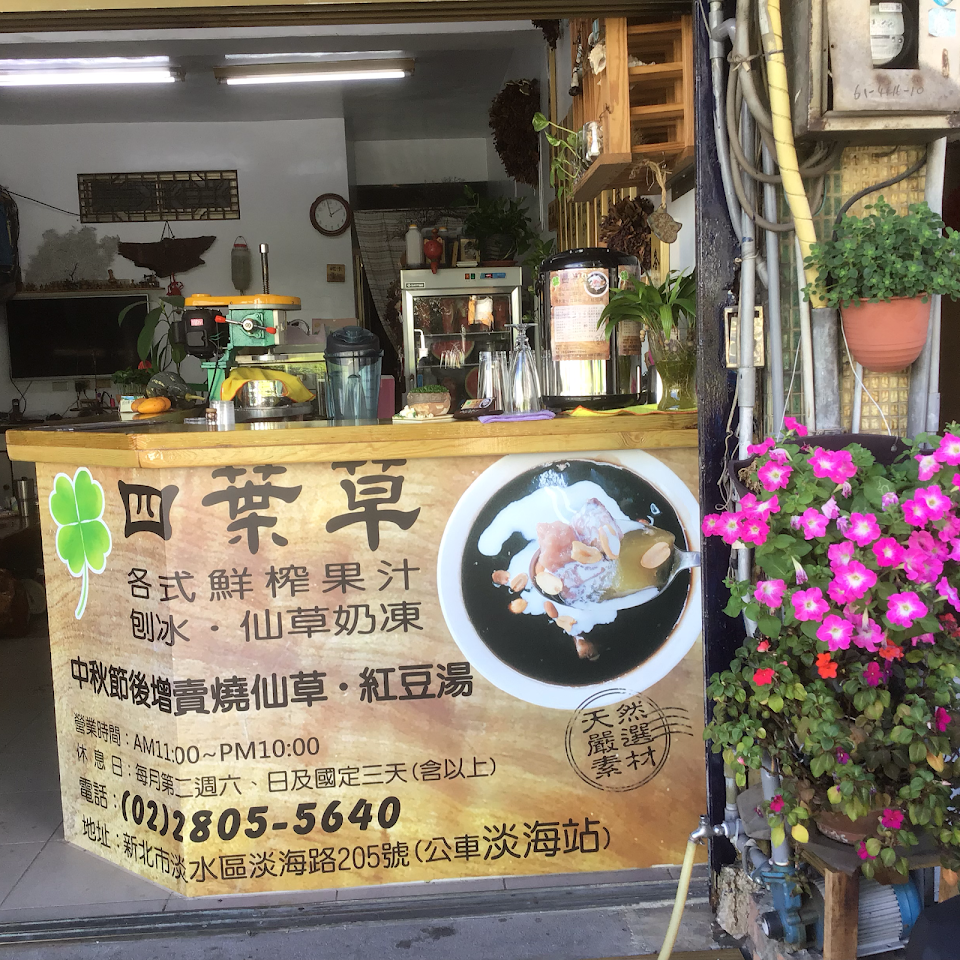 四葉草
各式鮮榨果汁
刨冰・仙草奶凍
中秋節後增賣燒仙草・紅豆湯
營業時間：AM11:00~PM10:00
休息日：每月第二週六、日及國定三天(含以上)
電話：(02)2805-5640
地址：新北市淡水區淡海路205號(公車淡海站)
天然
嚴選
素材